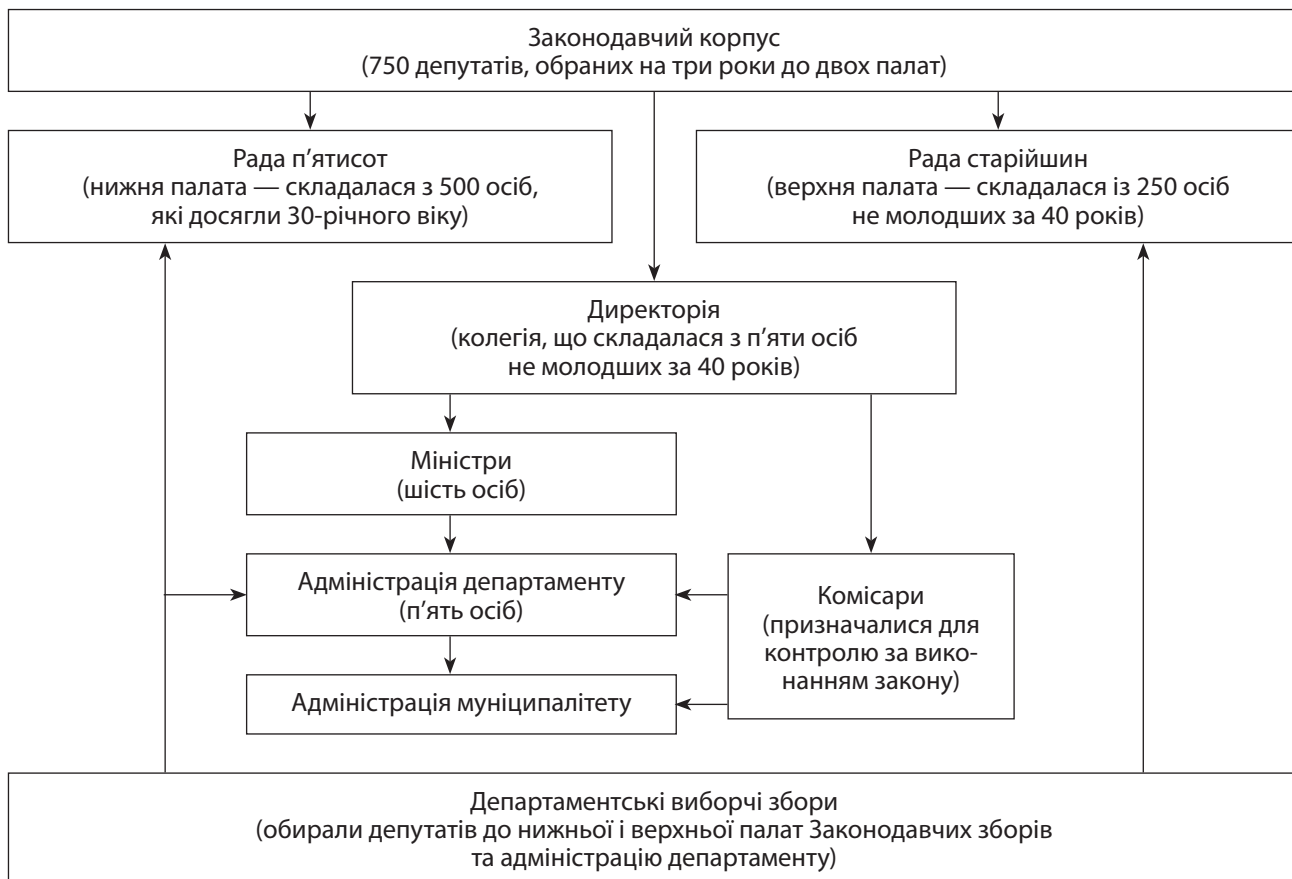 Законодавчий корпус
(750 депутатів, обраних на три роки до двох палат)
Рада п’ятисот
(нижня палата — складалася з 500 осіб,
які досягли 30-річного віку)
Рада старійшин
(верхня палата — складалася із 250 осіб
не молодших за 40 років)
Директорія
(колегія, що складалася з п’яти осіб
не молодших за 40 років)
Міністри
(шість осіб)
Адміністрація департаменту
(п’ять осіб)
Комісари
(призначалися для
контролю за вико-
нанням закону)
Адміністрація муніципалітету
Департаментські виборчі збори
(обирали депутатів до нижньої і верхньої палат Законодавчих зборів
та адміністрацію департаменту)